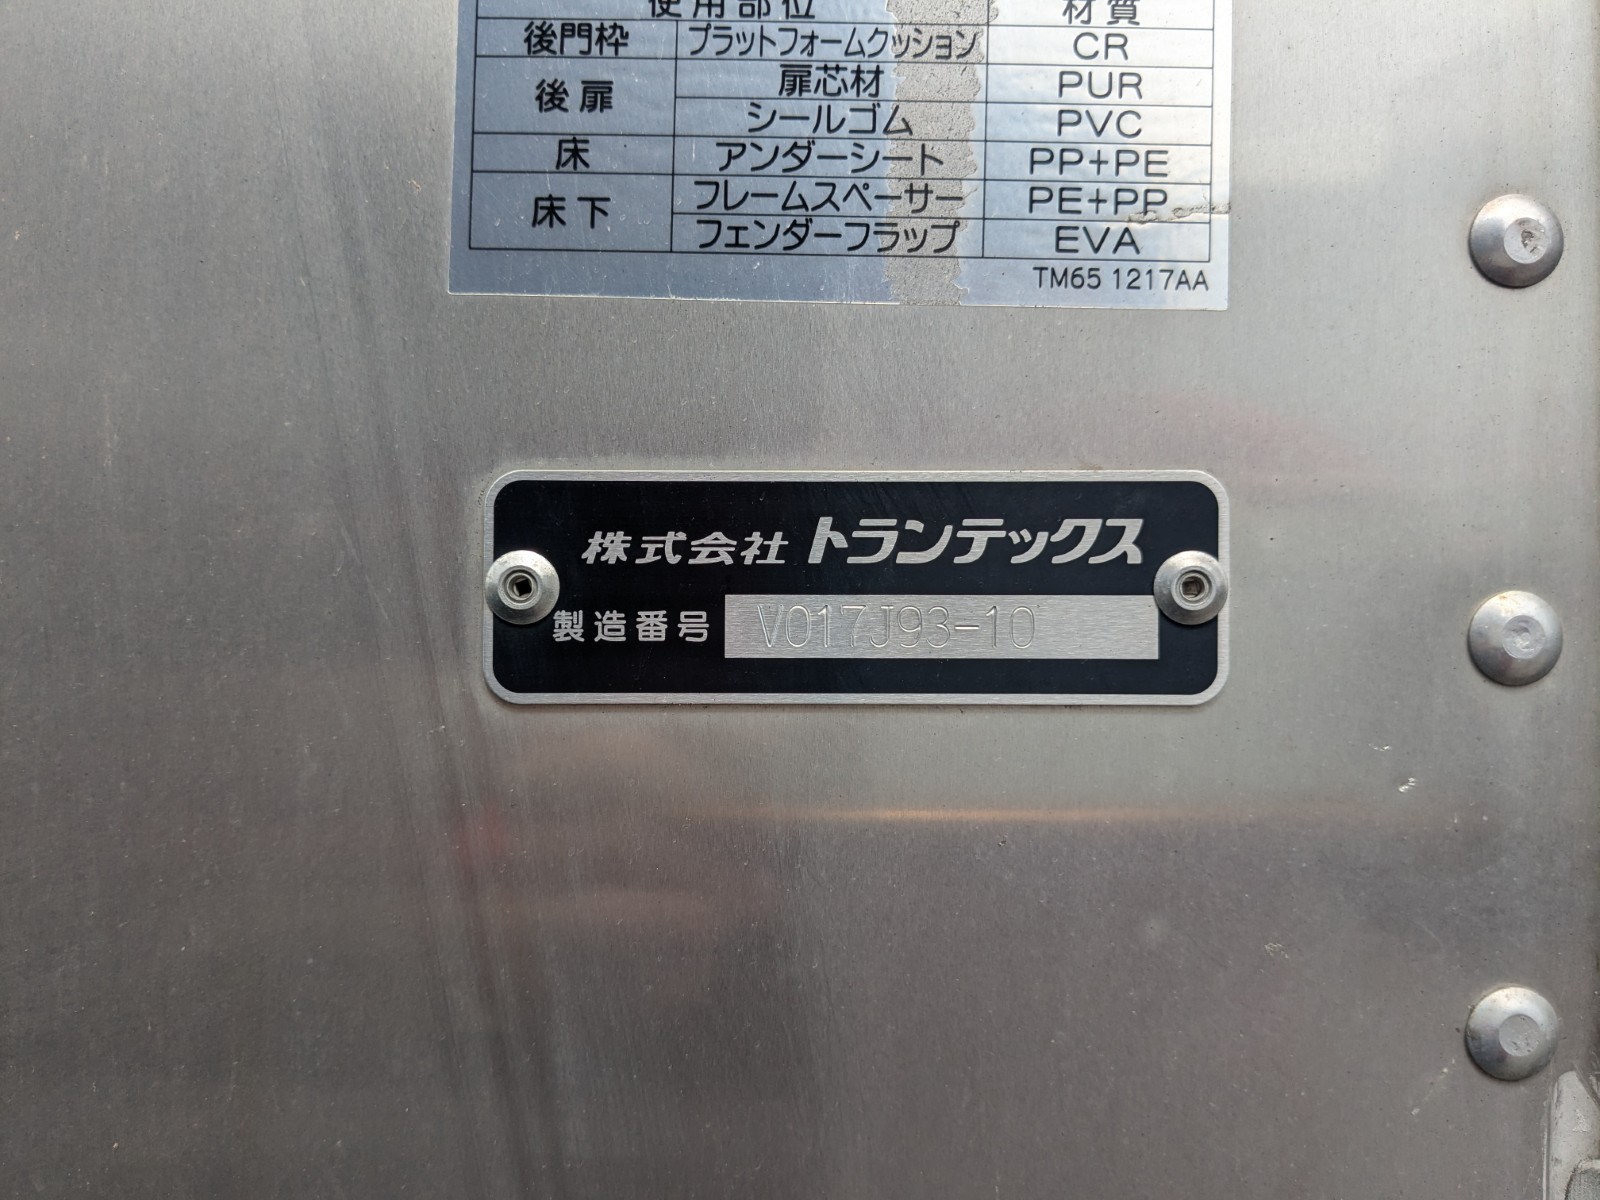 使用部位 材質
後門枠 プラットフォームクッション CR
後扉 扉芯材 PUR
シールゴム PVC
床 アンダーシート PP+PE
床下 フレームスペーサー PE+PP
フェンダーフラップ EVA
TM65 1217AA
株式会社 トランテックス
製造番号 V017J93-10